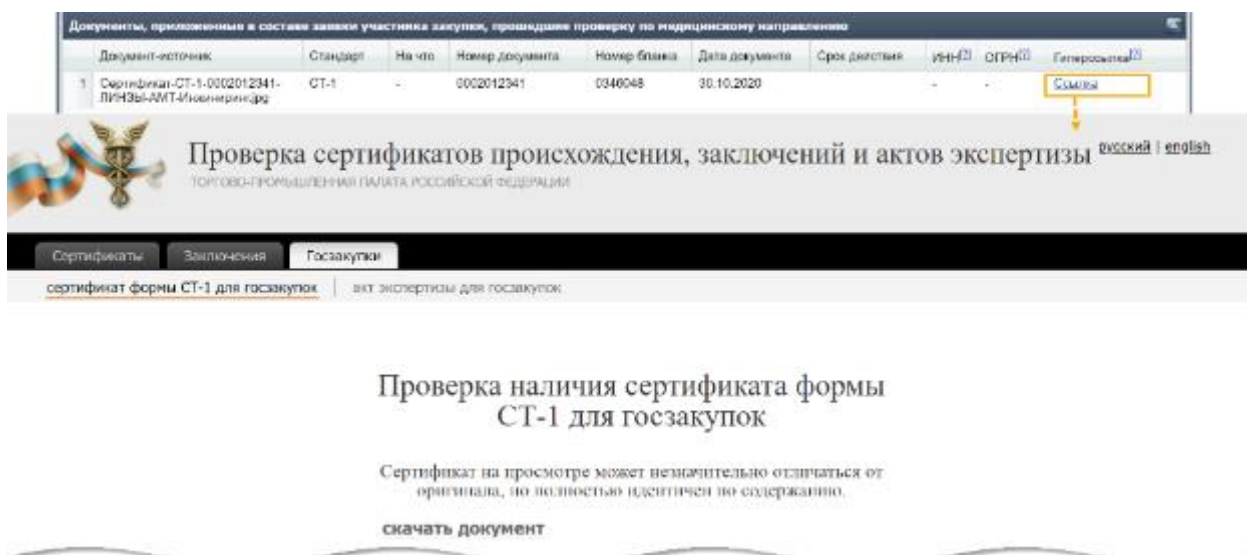 Документы, приложенные в составе заявки участника закупки, прошедшие проверку по медицинскому направлению
Документ-источник Стандарт На что Номер документа Номер бланка Дата документа Срок действия ИНН[?] ОГРН[?] Гиперссылка[?]
1 Сертификат-СТ-1-0002012341- СТ-1 - 0002012341 0346048 30.10.2020 - - Ссылка
ЛИНЗЫ-АМТ-Инжиниринг.jpg
Проверка сертификатов происхождения, заключений и актов экспертизы русский | english
ТОРГОВО-ПРОМЫШЛЕННАЯ ПАЛАТА РОССИЙСКОЙ ФЕДЕРАЦИИ
Сертификаты Заключения Госзакупки
сертификат формы СТ-1 для госзакупок | акт экспертизы для госзакупок
Проверка наличия сертификата формы
СТ-1 для госзакупок
Сертификат на просмотре может незначительно отличаться от
оригинала, но полностью идентичен по содержанию.
скачать документ